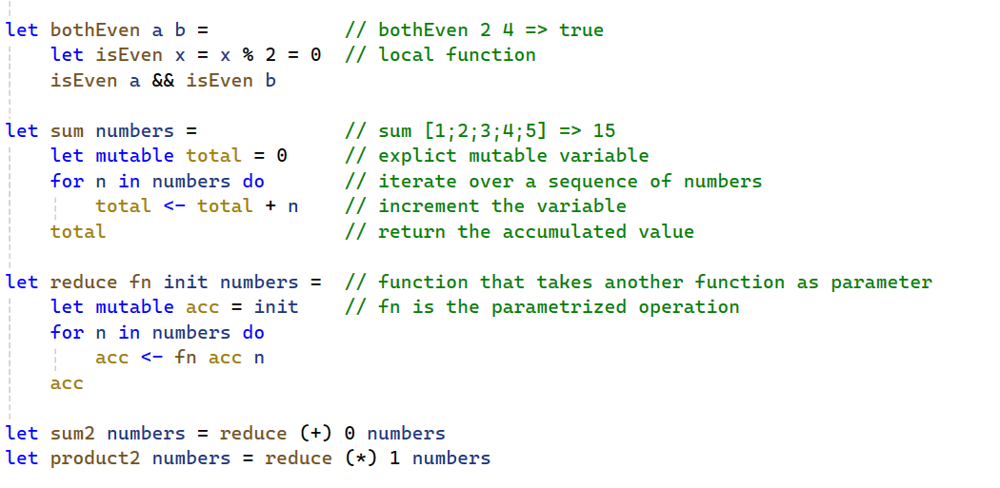 let bothEven a b =            // bothEven 2 4 => true
    let isEven x = x % 2 = 0  // local function
    isEven a && isEven b
let sum numbers =             // sum [1;2;3;4;5] => 15
    let mutable total = 0     // explict mutable variable
    for n in numbers do       // iterate over a sequence of numbers
        total <- total + n    // increment the variable
    total                     // return the accumulated value
let reduce fn init numbers =  // function that takes another function as parameter
    let mutable acc = init    // fn is the parametrized operation
    for n in numbers do
        acc <- fn acc n
    acc
let sum2 numbers = reduce (+) 0 numbers
let product2 numbers = reduce (*) 1 numbers